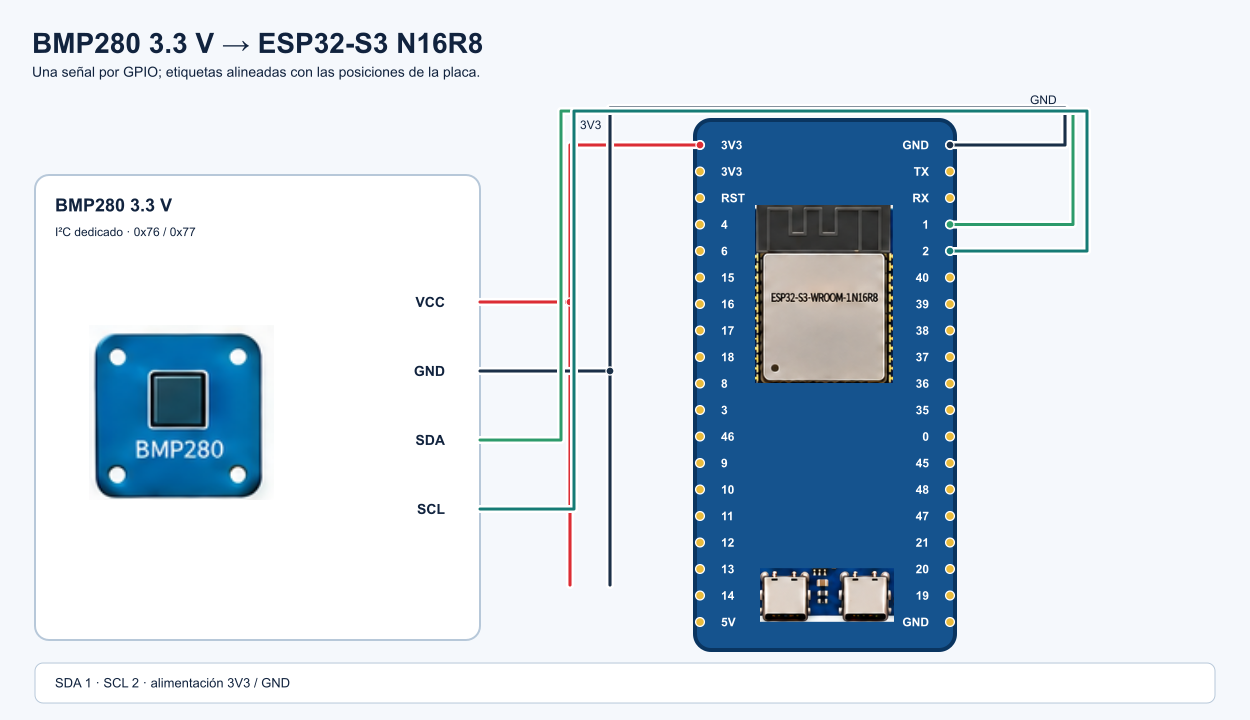 BMP280 3.3 V → ESP32-S3 N16R8
Una señal por GPIO; etiquetas alineadas con las posiciones de la placa.
GND
3V3
BMP280 3.3 V
I²C dedicado · 0x76 / 0x77
VCC
GND
SDA
SCL
BMP280
3V3
3V3
RST
4
6
15
16
17
18
8
3
46
9
10
11
12
13
14
5V
ESP32-S3-WROOM-1N16R8
GND
TX
RX
1
2
40
39
38
37
36
35
0
45
48
47
21
20
19
GND
SDA 1 · SCL 2 · alimentación 3V3 / GND